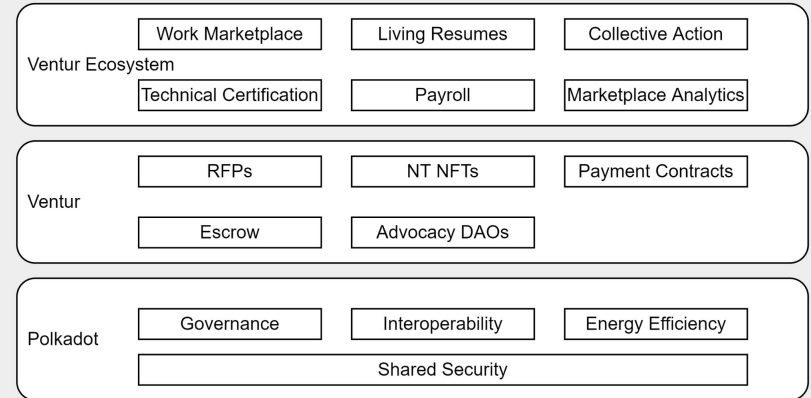 Work Marketplace
Living Resumes
Collective Action
Ventur Ecosystem
Technical Certification
Payroll
Marketplace Analytics
RFPs
NT NFTs
Payment Contracts
Ventur
Escrow
Advocacy DAOs
Governance
Interoperability
Energy Efficiency
Polkadot
Shared Security